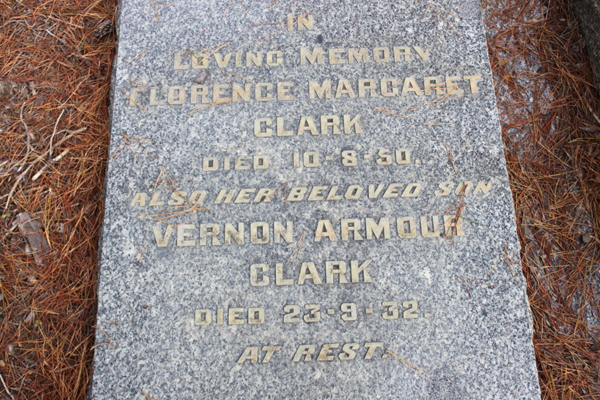 IN
LOVING MEMORY
FLORENCE MARGARET
CLARK
DIED 10-8-50.
ALSO HER BELOVED SON
VERNON ARMOUR
CLARK
DIED 23-9-32.
AT REST.